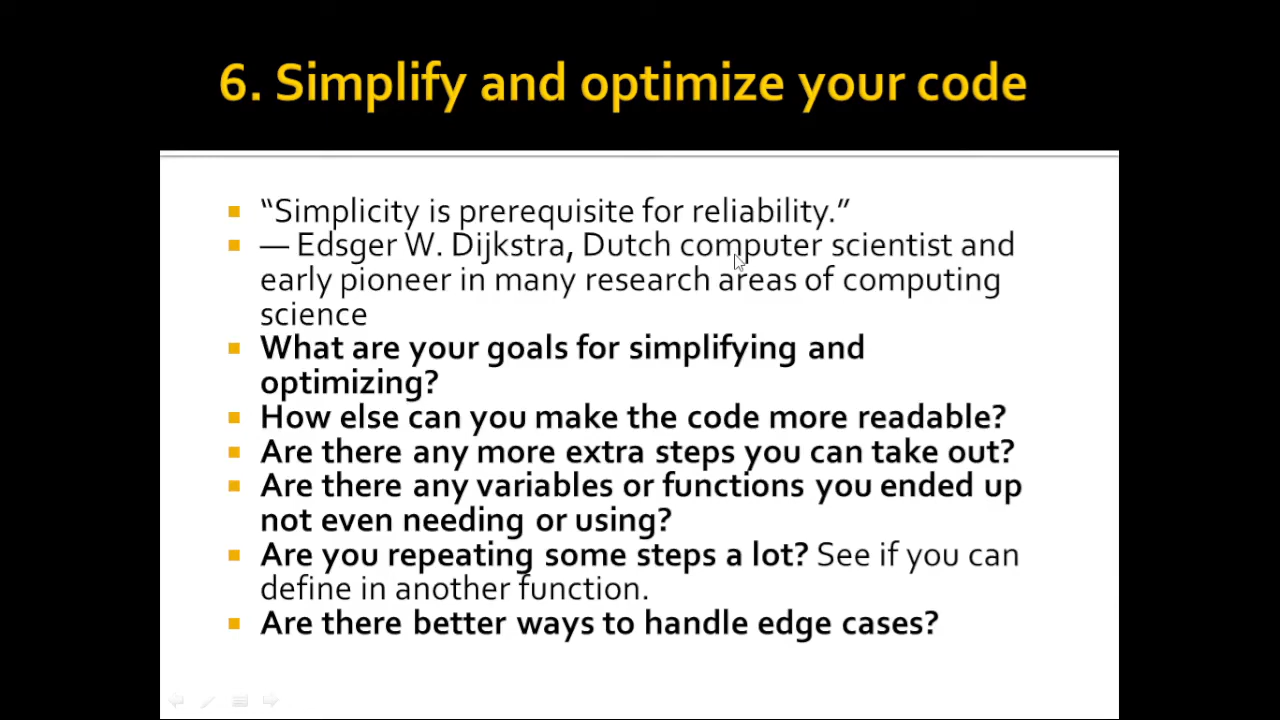 6. Simplify and optimize your code
“Simplicity is prerequisite for reliability.”
— Edsger W. Dijkstra, Dutch computer scientist and
early pioneer in many research areas of computing
science
What are your goals for simplifying and
optimizing?
How else can you make the code more readable?
Are there any more extra steps you can take out?
Are there any variables or functions you ended up
not even needing or using?
Are you repeating some steps a lot? See if you can
define in another function.
Are there better ways to handle edge cases?